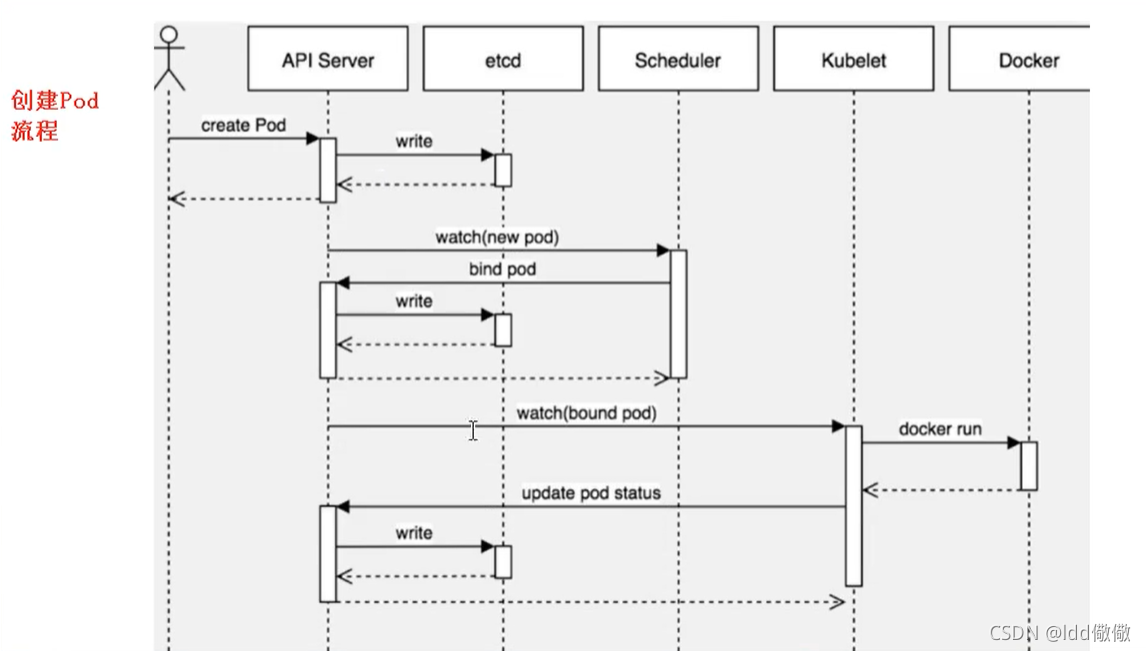 创建Pod
流程
API Server
etcd
Scheduler
Kubelet
Docker
create Pod
write
watch(new pod)
bind pod
write
watch(bound pod)
docker run
update pod status
write
CSDN @ldd儆儆